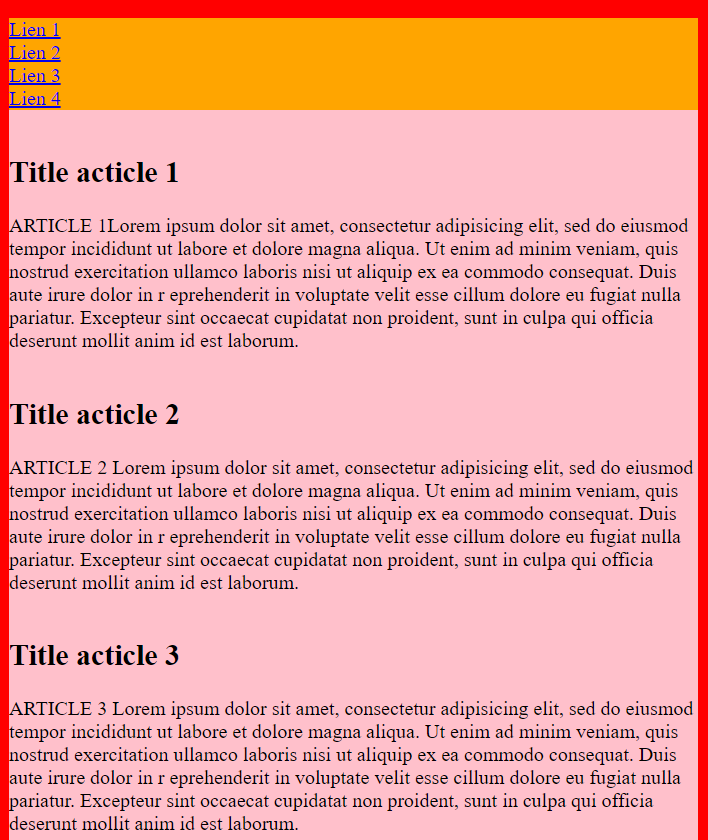 Lien 1
Lien 2
Lien 3
Lien 4
Title acticle 1
ARTICLE 1Lorem ipsum dolor sit amet, consectetur adipisicing elit, sed do eiusmod
tempor incididunt ut labore et dolore magna aliqua. Ut enim ad minim veniam, quis
nostrud exercitation ullamco laboris nisi ut aliquip ex ea commodo consequat. Duis
aute irure dolor in r eprehenderit in voluptate velit esse cillum dolore eu fugiat nulla
pariatur. Excepteur sint occaecat cupidatat non proident, sunt in culpa qui officia
deserunt mollit anim id est laborum.
Title acticle 2
ARTICLE 2 Lorem ipsum dolor sit amet, consectetur adipisicing elit, sed do eiusmod
tempor incididunt ut labore et dolore magna aliqua. Ut enim ad minim veniam, quis
nostrud exercitation ullamco laboris nisi ut aliquip ex ea commodo consequat. Duis
aute irure dolor in r eprehenderit in voluptate velit esse cillum dolore eu fugiat nulla
pariatur. Excepteur sint occaecat cupidatat non proident, sunt in culpa qui officia
deserunt mollit anim id est laborum.
Title acticle 3
ARTICLE 3 Lorem ipsum dolor sit amet, consectetur adipisicing elit, sed do eiusmod
tempor incididunt ut labore et dolore magna aliqua. Ut enim ad minim veniam, quis
nostrud exercitation ullamco laboris nisi ut aliquip ex ea commodo consequat. Duis
aute irure dolor in r eprehenderit in voluptate velit esse cillum dolore eu fugiat nulla
pariatur. Excepteur sint occaecat cupidatat non proident, sunt in culpa qui officia
deserunt mollit anim id est laborum.